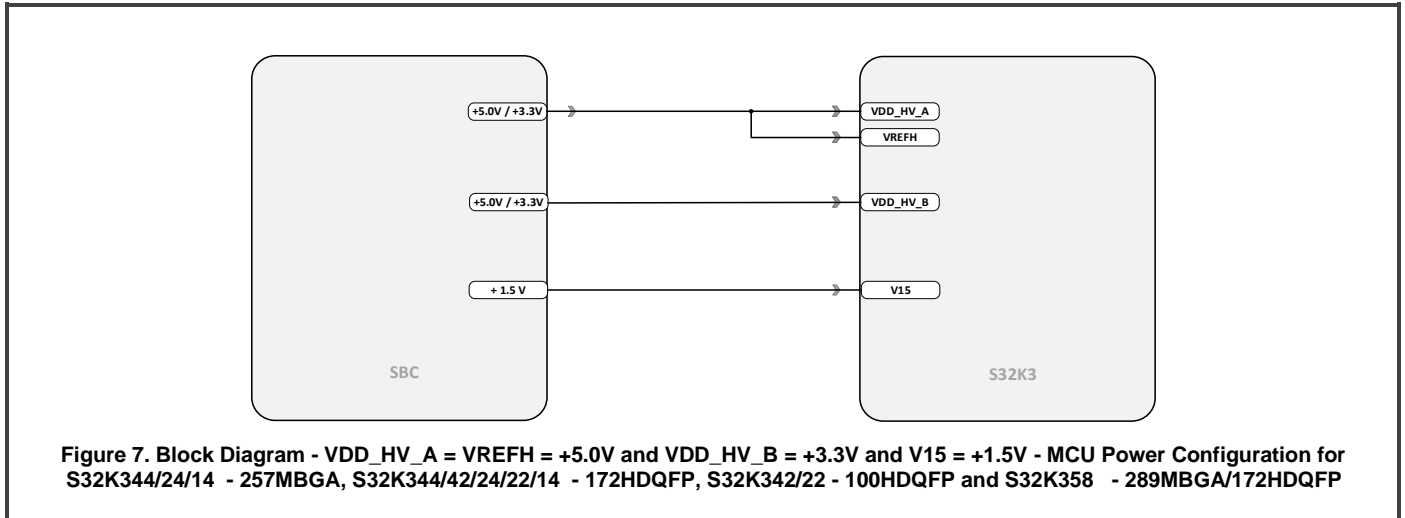 +5.0V / +3.3V
VDD_HV_A
VREFH
+5.0V / +3.3V
VDD_HV_B
+ 1.5 V
V15
SBC
S32K3
Figure 7. Block Diagram - VDD_HV_A = VREFH = +5.0V and VDD_HV_B = +3.3V and V15 = +1.5V - MCU Power Configuration for
S32K344/24/14 - 257MBGA, S32K344/42/24/22/14 - 172HDQFP, S32K342/22 - 100HDQFP and S32K358 - 289MBGA/172HDQFP